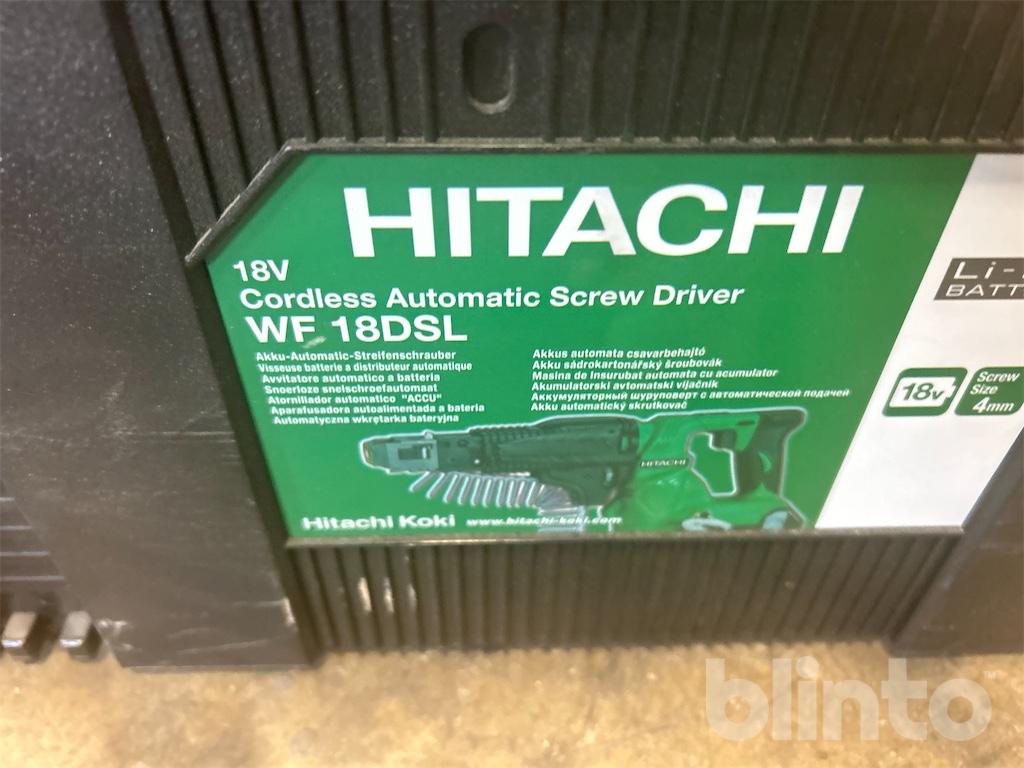 HITACHI
18V
Cordless Automatic Screw Driver
WF 18DSL
Akku-Automatic-Streifenschrauber
Visseuse batterie a distributeur automatique
Avvitatore automatico a batteria
Snoerloze snelschroefautomaat
Atornillador automatico "ACCU"
Aparafusadora autoalimentada a bateria
Automatyczna wkrętarka bateryjna
Akkus automata csavarbehajtó
Akku sádrokartonářský šroubovák
Masina de insurubat automata cu acumulator
Akumulatorski avtomatski vijačnik
Аккумуляторный шуруповерт с автоматической подачей
Akku automatický skrutkovač
HITACHI
Hitachi Koki www.hitachi-koki.com
Li-
BATT
18v
Screw
Size
4mm
blinto™